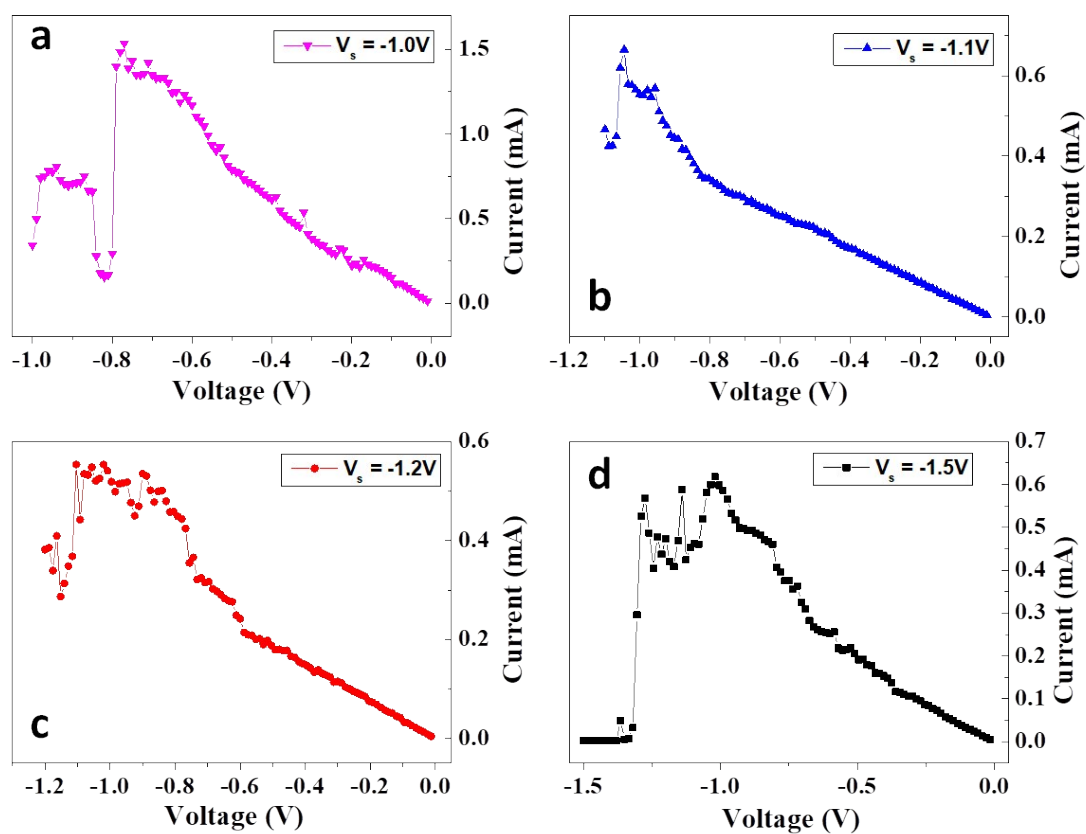 a
V_s = -1.0V
1.5
1.0
0.5
0.0
Current (mA)
-1.0 -0.8 -0.6 -0.4 -0.2 0.0
Voltage (V)
V_s = -1.1V
b
0.6
0.4
0.2
0.0
Current (mA)
-1.2 -1.0 -0.8 -0.6 -0.4 -0.2 0.0
Voltage (V)
V_s = -1.2V
c
0.6
0.4
0.2
0.0
Current (mA)
-1.2 -1.0 -0.8 -0.6 -0.4 -0.2 0.0
Voltage (V)
d
V_s = -1.5V
0.7
0.6
0.5
0.4
0.3
0.2
0.1
0.0
Current (mA)
-1.5 -1.0 -0.5 0.0
Voltage (V)